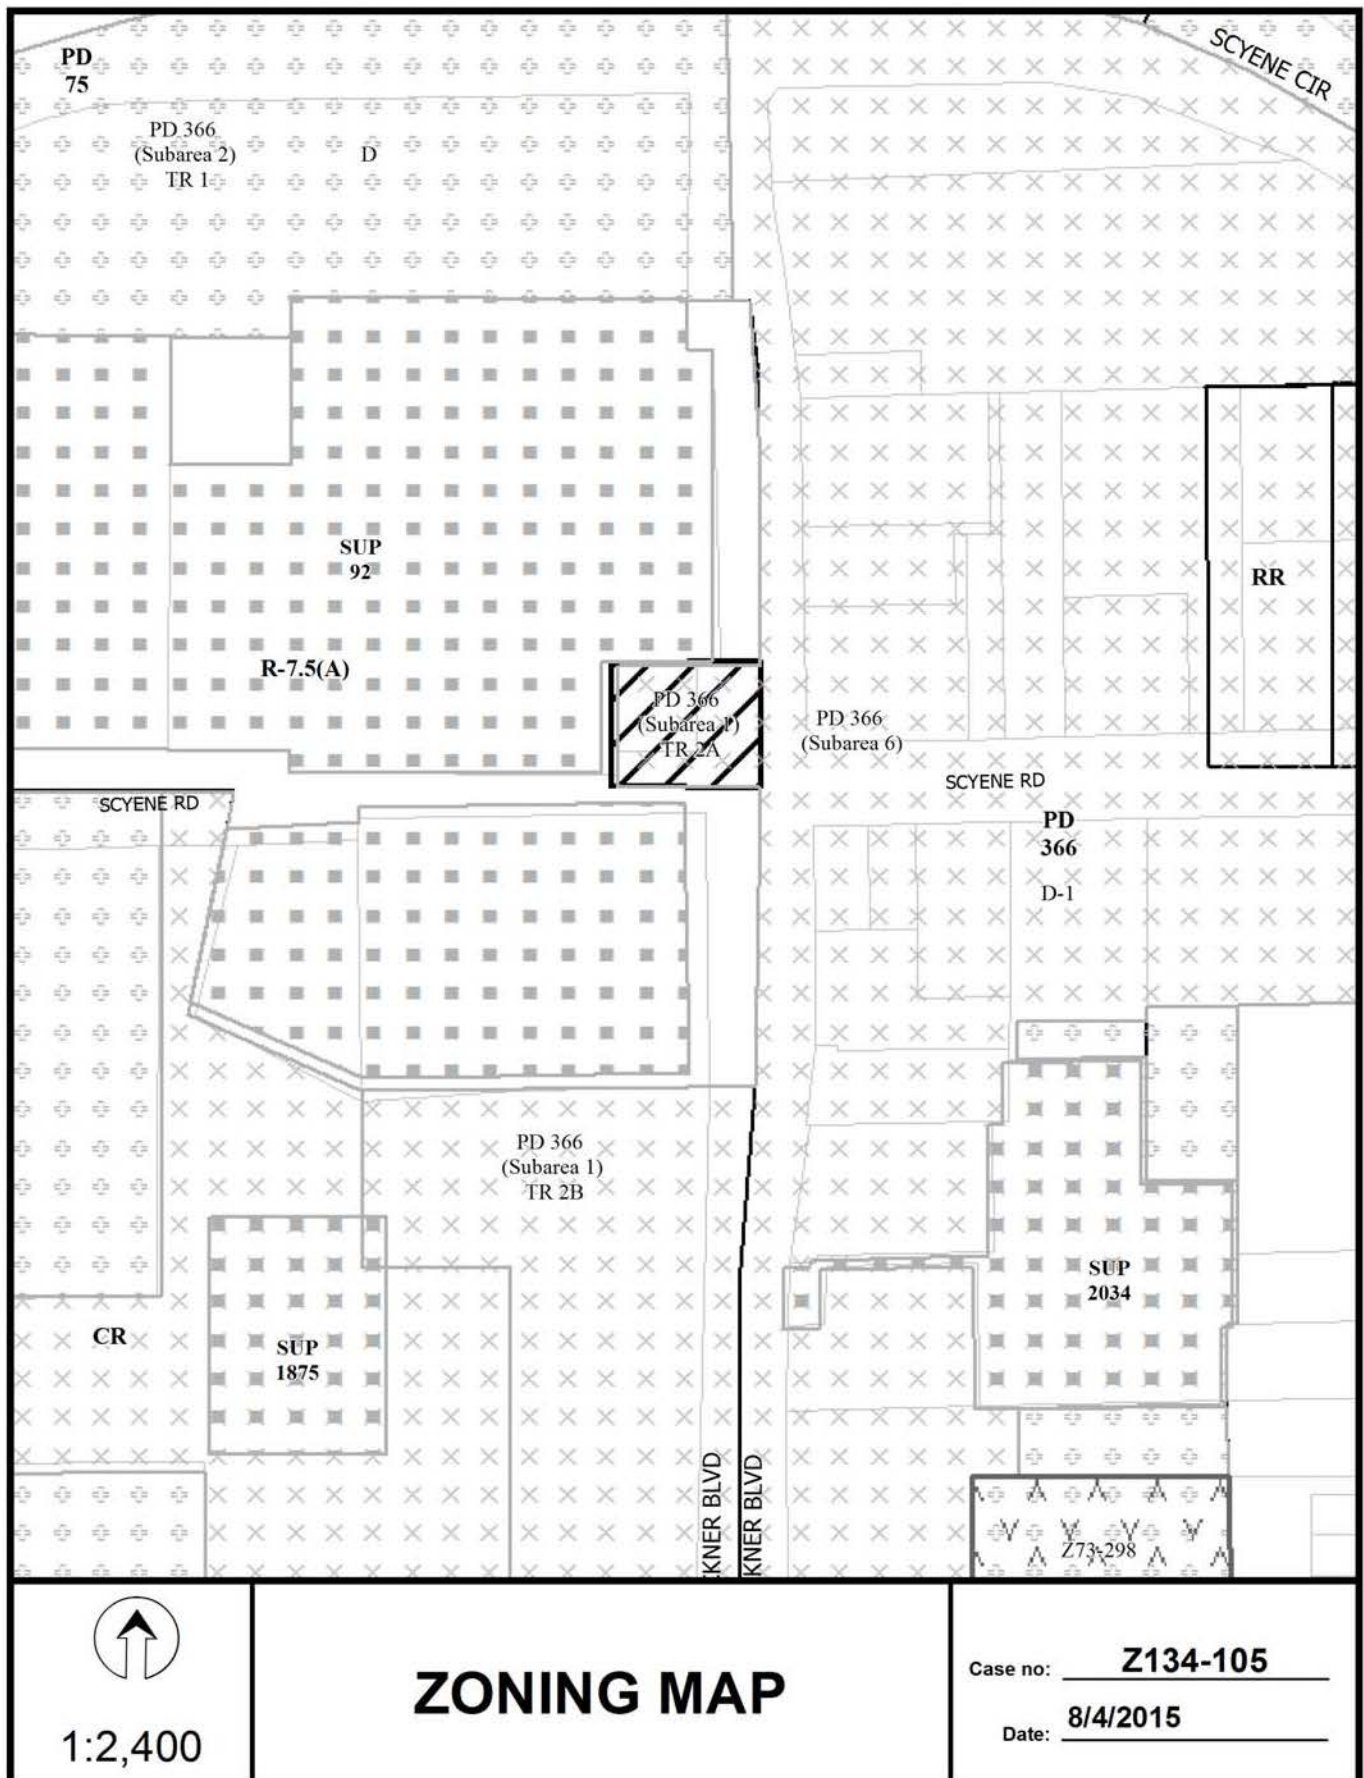 SCYENE CIR
PD
75
PD 366
(Subarea 2)
TR 1
D
SUP
92
RR
R-7.5(A)
PD 366
(Subarea 1)
TR 2A
PD 366
(Subarea 6)
SCYENE RD
SCYENE RD
PD
366
D-1
PD 366
(Subarea 1)
TR 2B
SUP
2034
CR
SUP
1875
KNER BLVD
KNER BLVD
Z73-298
1:2,400
ZONING MAP
Case no: Z134-105
Date: 8/4/2015